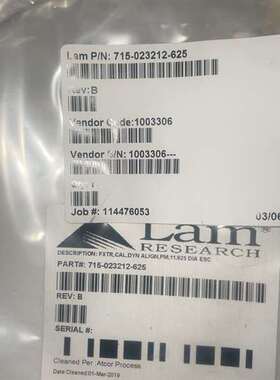 Lam P/N: 715-023212-625
Rev: B
Vendor Code:1003306
Vendor S/N: 1003306---
Job #: 114476053
03/06
Lam
RESEARCH
DESCRIPTION: FXTR,CAL,DYN ALIGN,PM,11.625 DIA ESC
PART#: 715-023212-625
REV: B
SERIAL #:
Cleaned Per Atcor Process
Date Cleaned:01-Mar-2019